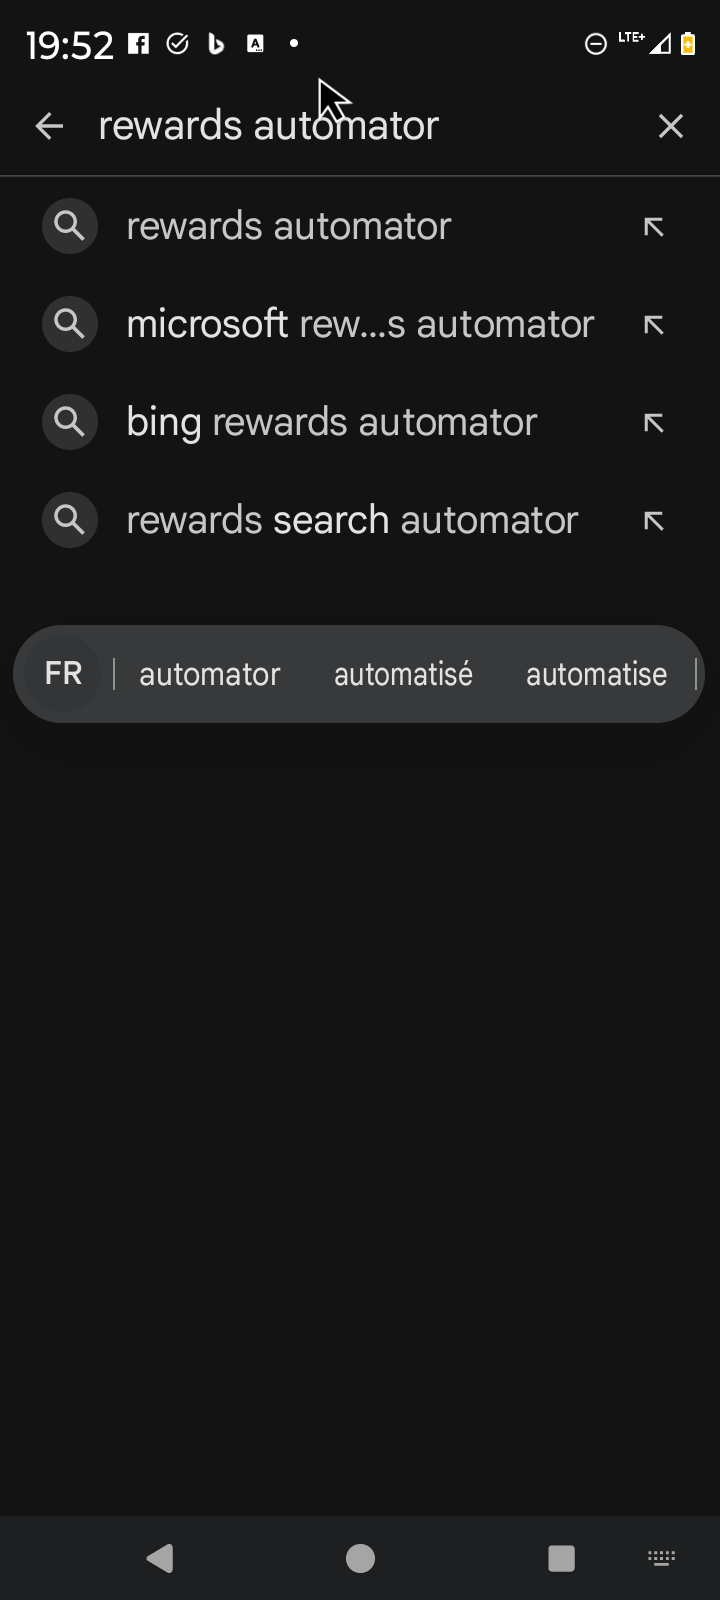 19:52 LTE+
rewards automator
rewards automator
microsoft rew...s automator
bing rewards automator
rewards search automator
FR automator automatisé automatise